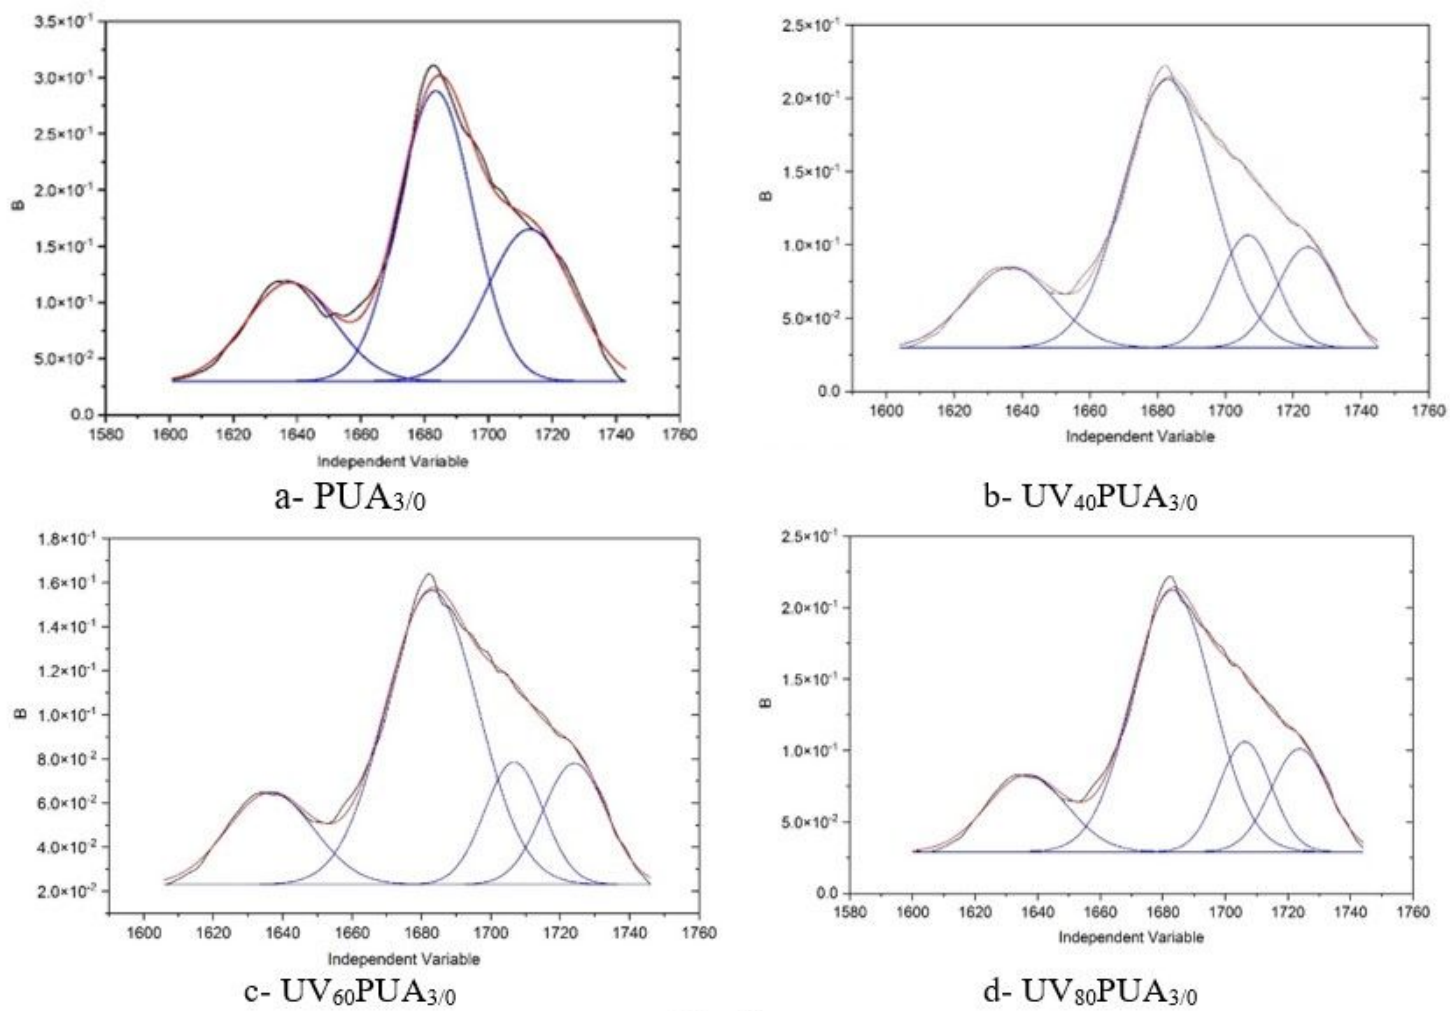 3.5×10⁻¹
3.0×10⁻¹
2.5×10⁻¹
2.0×10⁻¹
1.5×10⁻¹
1.0×10⁻¹
5.0×10⁻²
0.0
B
1580 1600 1620 1640 1660 1680 1700 1720 1740 1760
Independent Variable
a- PUA₃/₀
2.5×10⁻¹
2.0×10⁻¹
1.5×10⁻¹
1.0×10⁻¹
5.0×10⁻²
0.0
B
1600 1620 1640 1660 1680 1700 1720 1740 1760
Independent Variable
b- UV₄₀PUA₃/₀
1.8×10⁻¹
1.6×10⁻¹
1.4×10⁻¹
1.2×10⁻¹
1.0×10⁻¹
8.0×10⁻²
6.0×10⁻²
4.0×10⁻²
2.0×10⁻²
B
1600 1620 1640 1660 1680 1700 1720 1740 1760
Independent Variable
c- UV₆₀PUA₃/₀
2.5×10⁻¹
2.0×10⁻¹
1.5×10⁻¹
1.0×10⁻¹
5.0×10⁻²
0.0
B
1580 1600 1620 1640 1660 1680 1700 1720 1740 1760
Independent Variable
d- UV₈₀PUA₃/₀